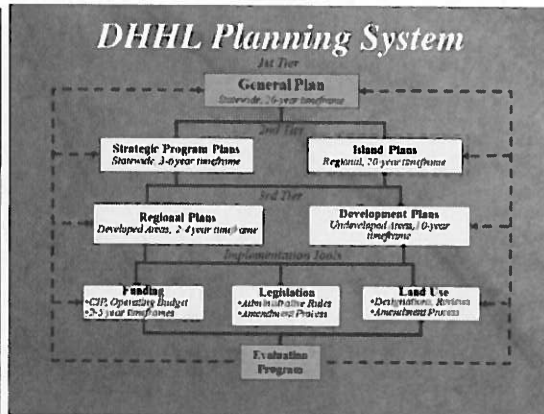 DHHL Planning System
1st Tier
General Plan
Statewide, 20-year timeframe
2nd Tier
Strategic Program Plans
Statewide, 3-6 year timeframe
Island Plans
Regional, 20-year timeframe
3rd Tier
Regional Plans
Developed Areas, 2-4 year timeframe
Development Plans
Undeveloped Areas, 10-year
timeframe
Implementation Tools
Funding
•CIP, Operating Budget
•2-5 year timeframes
Legislation
•Administrative Rules
•Amendment Process
Land Use
•Designations, Reviews
•Amendment Process
Evaluation
Program